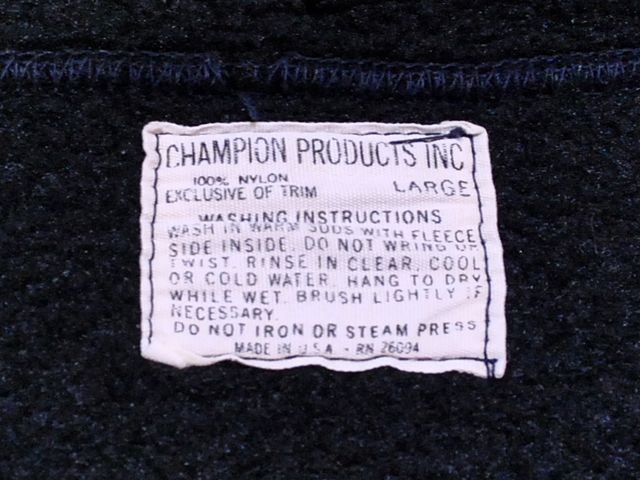 CHAMPION PRODUCTS INC
100% NYLON
EXCLUSIVE OF TRIM LARGE
WASHING INSTRUCTIONS
WASH IN WARM SUDS WITH FLEECE
SIDE INSIDE. DO NOT WRING OR
TWIST. RINSE IN CLEAR, COOL
OR COLD WATER. HANG TO DRY
WHILE WET. BRUSH LIGHTLY IF
NECESSARY.
DO NOT IRON OR STEAM PRESS
MADE IN U.S.A - RN 26094